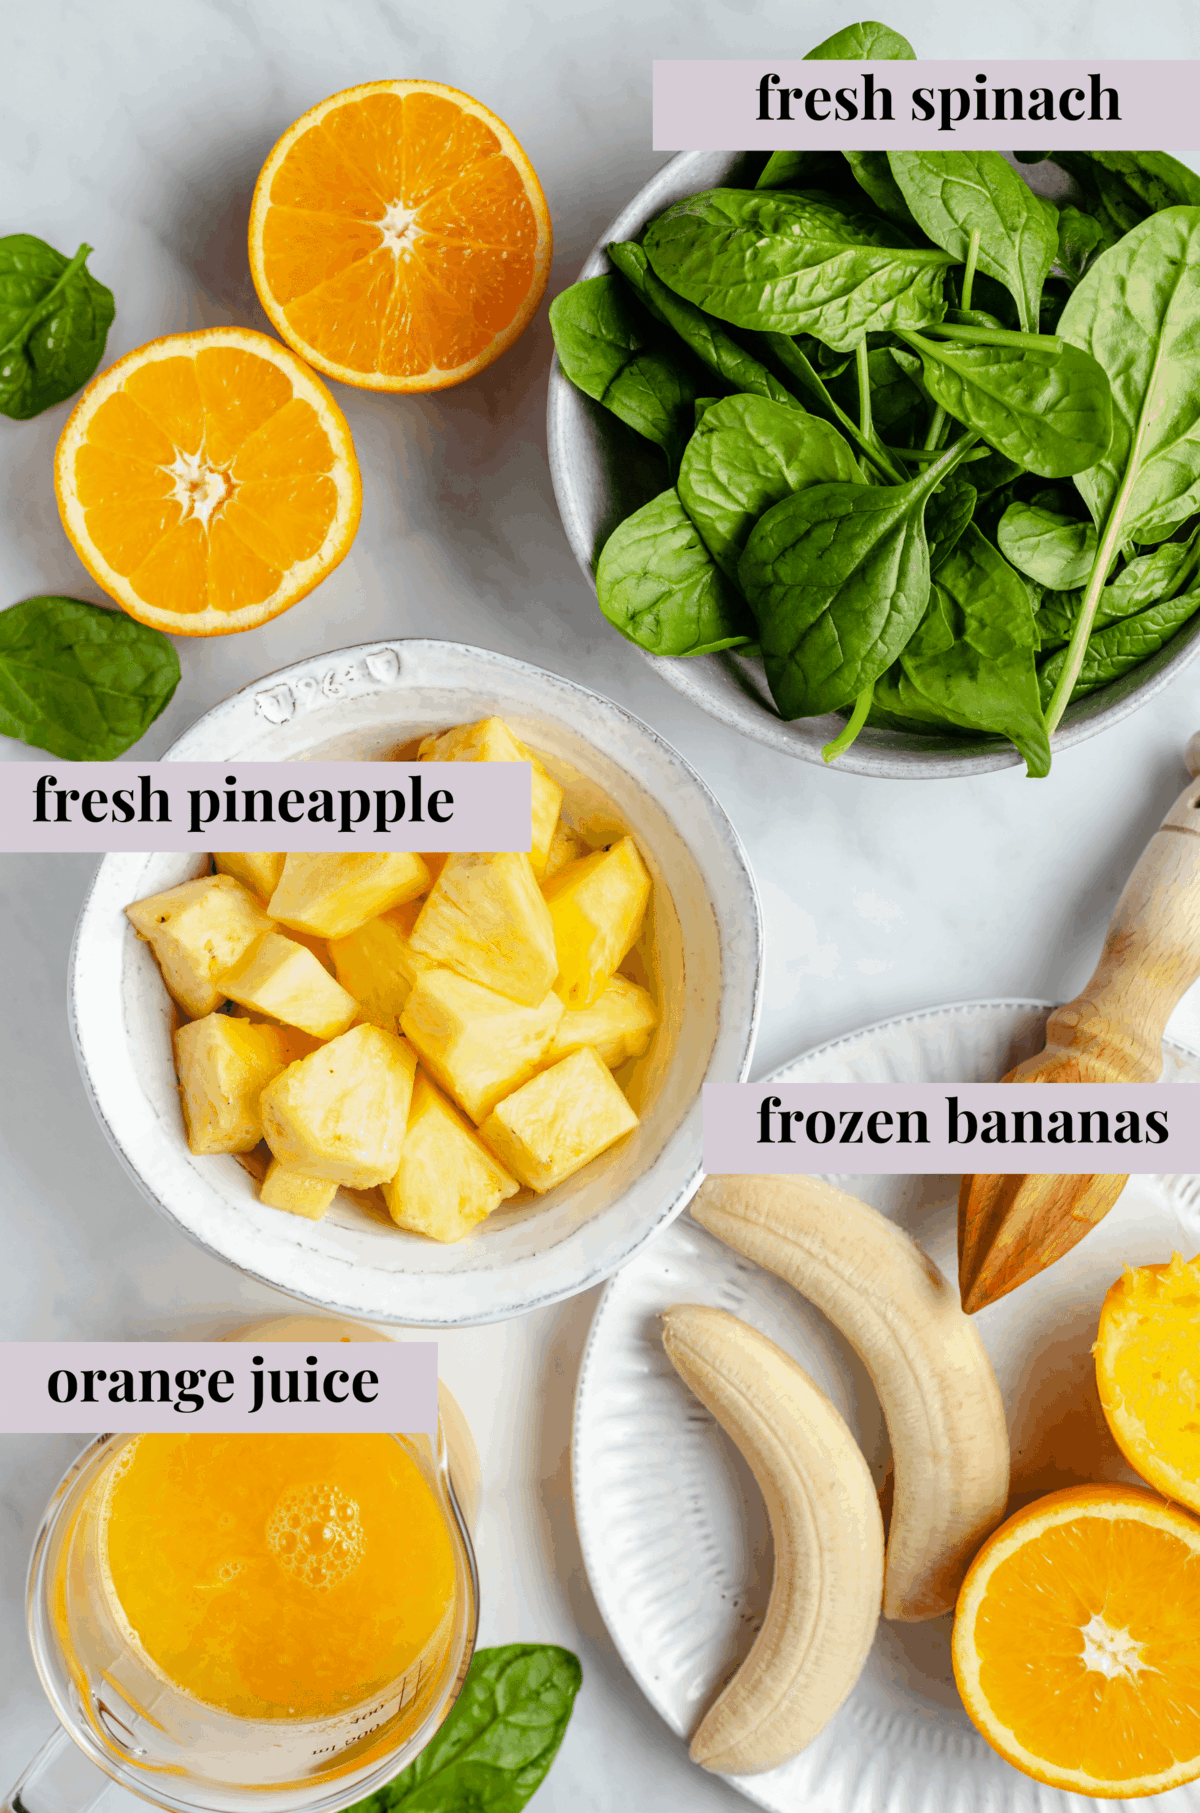 fresh spinach
fresh pineapple
frozen bananas
orange juice